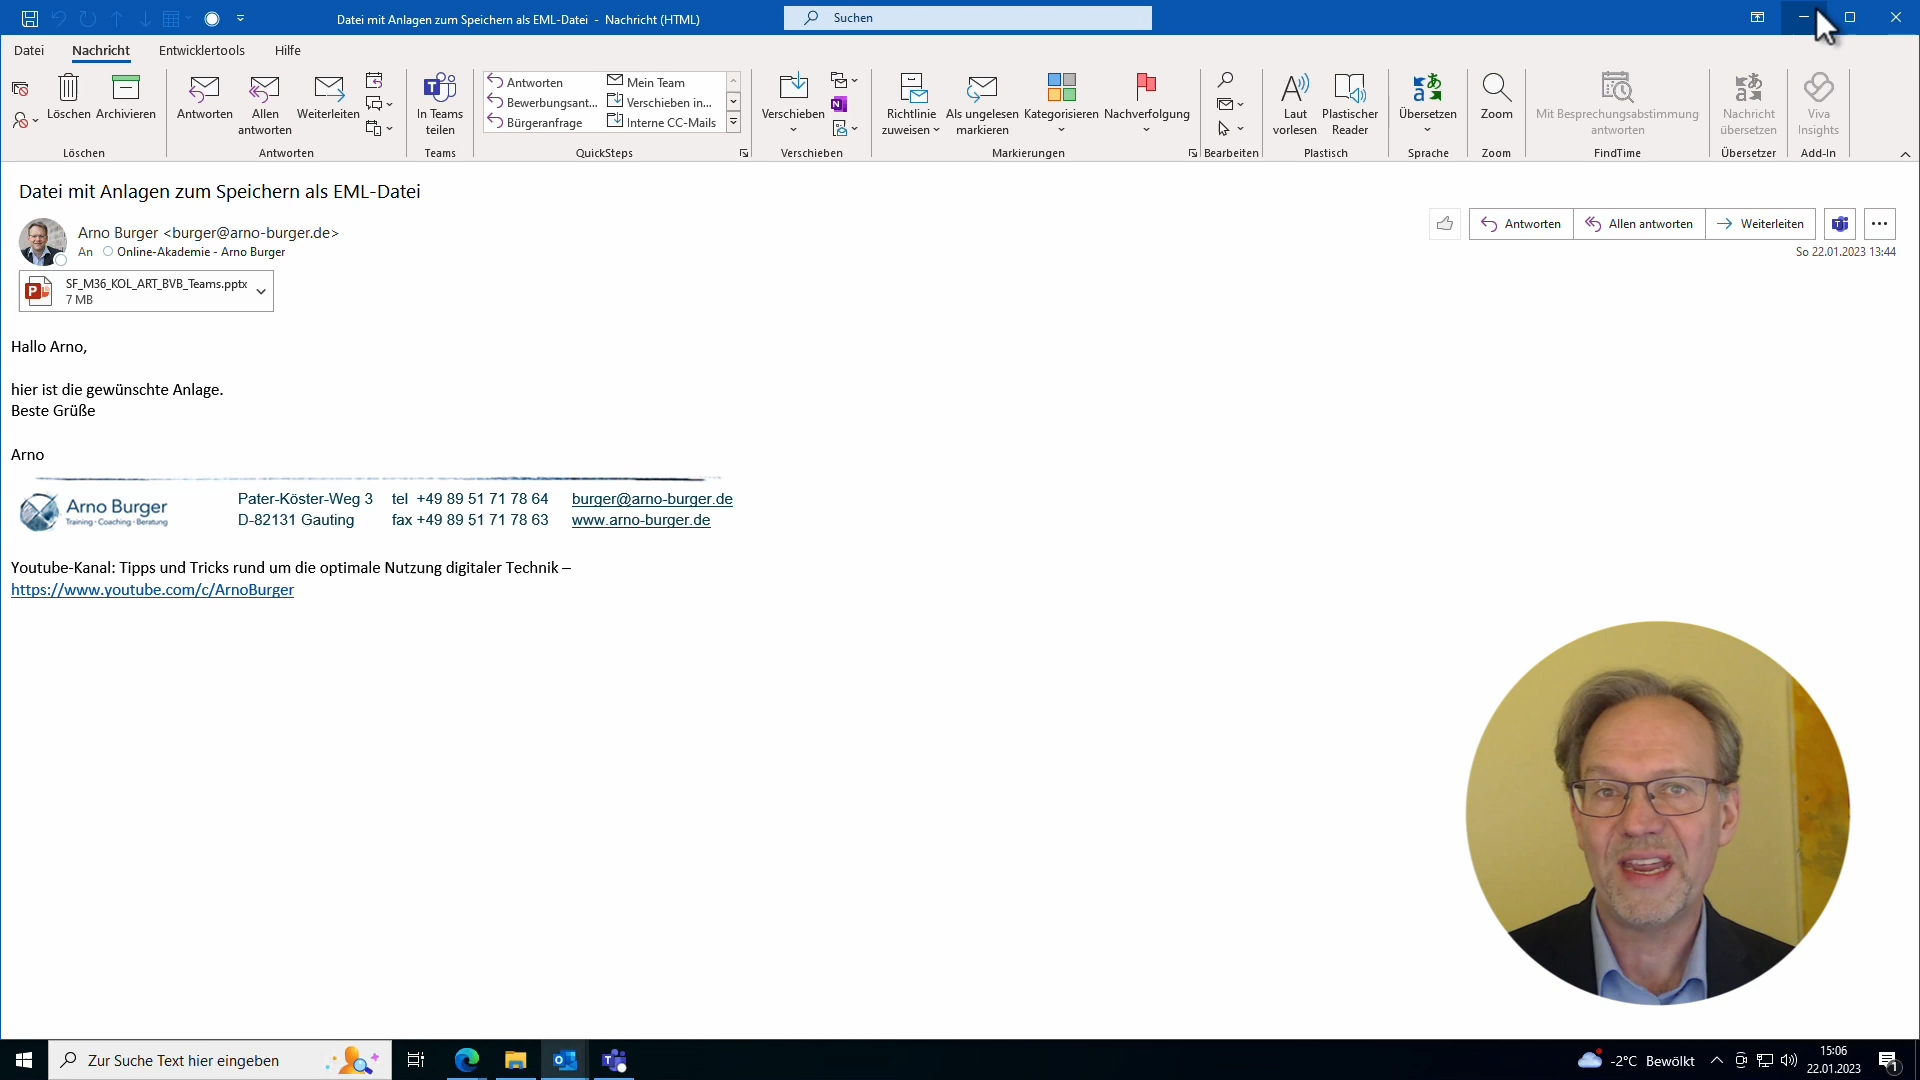 Datei mit Anlagen zum Speichern als EML-Datei - Nachricht (HTML)
Suchen
Datei Nachricht Entwicklertools Hilfe
Löschen
Archivieren
Löschen
Antworten
Allen antworten
Weiterleiten
Antworten
In Teams teilen
Teams
Antworten
Bewerbungsant...
Bürgeranfrage
Mein Team
Verschieben in...
Interne CC-Mails
QuickSteps
Verschieben
Verschieben
Richtlinie zuweisen
Als ungelesen markieren
Kategorisieren
Nachverfolgung
Markierungen
Bearbeiten
Laut vorlesen
Plastischer Reader
Plastisch
Übersetzen
Sprache
Zoom
Zoom
Mit Besprechungsabstimmung antworten
FindTime
Nachricht übersetzen
Übersetzer
Viva Insights
Add-In
Datei mit Anlagen zum Speichern als EML-Datei
Arno Burger <burger@arno-burger.de>
An Online-Akademie - Arno Burger
Antworten
Allen antworten
Weiterleiten
So 22.01.2023 13:44
SF_M36_KOL_ART_BVB_Teams.pptx
7 MB
Hallo Arno,
hier ist die gewünschte Anlage.
Beste Grüße
Arno
Arno Burger
Training · Coaching · Beratung
Pater-Köster-Weg 3 tel +49 89 51 71 78 64 burger@arno-burger.de
D-82131 Gauting fax +49 89 51 71 78 63 www.arno-burger.de
Youtube-Kanal: Tipps und Tricks rund um die optimale Nutzung digitaler Technik –
https://www.youtube.com/c/ArnoBurger
Zur Suche Text hier eingeben
-2°C Bewölkt
15:06
22.01.2023
1